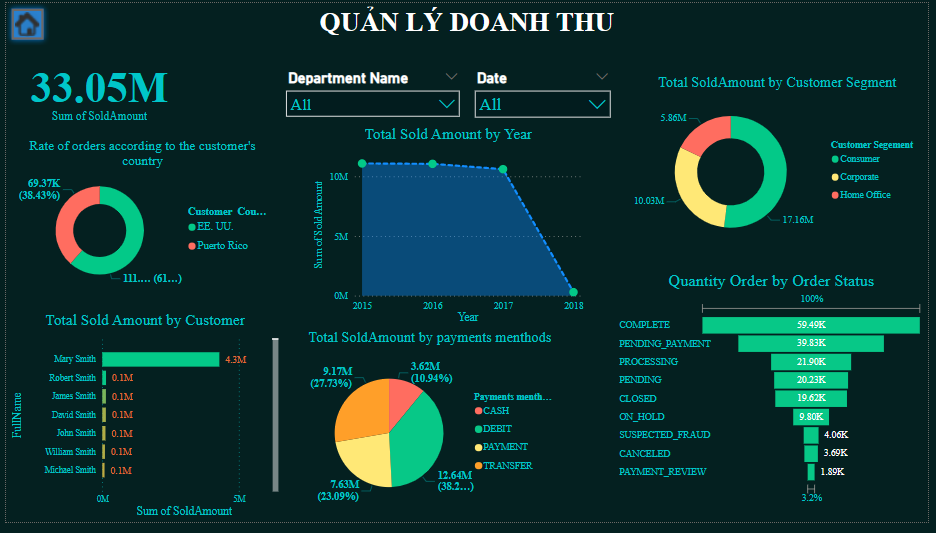 QUẢN LÝ DOANH THU
33.05M
Sum of SoldAmount
Department Name
All
Date
All
Rate of orders according to the customer's
country
69.37K
(38.43%)
111.... (61...)
Customer Cou...
EE. UU.
Puerto Rico
Total Sold Amount by Year
Sum of Sold Amount
10M
5M
0M
2015
2016
2017
2018
Year
Total SoldAmount by Customer Segment
5.86M
10.03M
17.16M
Customer Segement
Consumer
Corporate
Home Office
Total Sold Amount by Customer
FullName
Mary Smith
4.3M
Robert Smith
0.1M
James Smith
0.1M
David Smith
0.1M
John Smith
0.1M
William Smith
0.1M
Michael Smith
0.1M
0M
5M
Sum of SoldAmount
Total SoldAmount by payments menthods
9.17M
(27.73%)
3.62M
(10.94%)
7.63M
(23.09%)
12.64M
(38.2...)
Payments menth...
CASH
DEBIT
PAYMENT
TRANSFER
Quantity Order by Order Status
100%
COMPLETE
59.49K
PENDING_PAYMENT
39.83K
PROCESSING
21.90K
PENDING
20.23K
CLOSED
19.62K
ON_HOLD
9.80K
SUSPECTED_FRAUD
4.06K
CANCELED
3.69K
PAYMENT_REVIEW
1.89K
3.2%